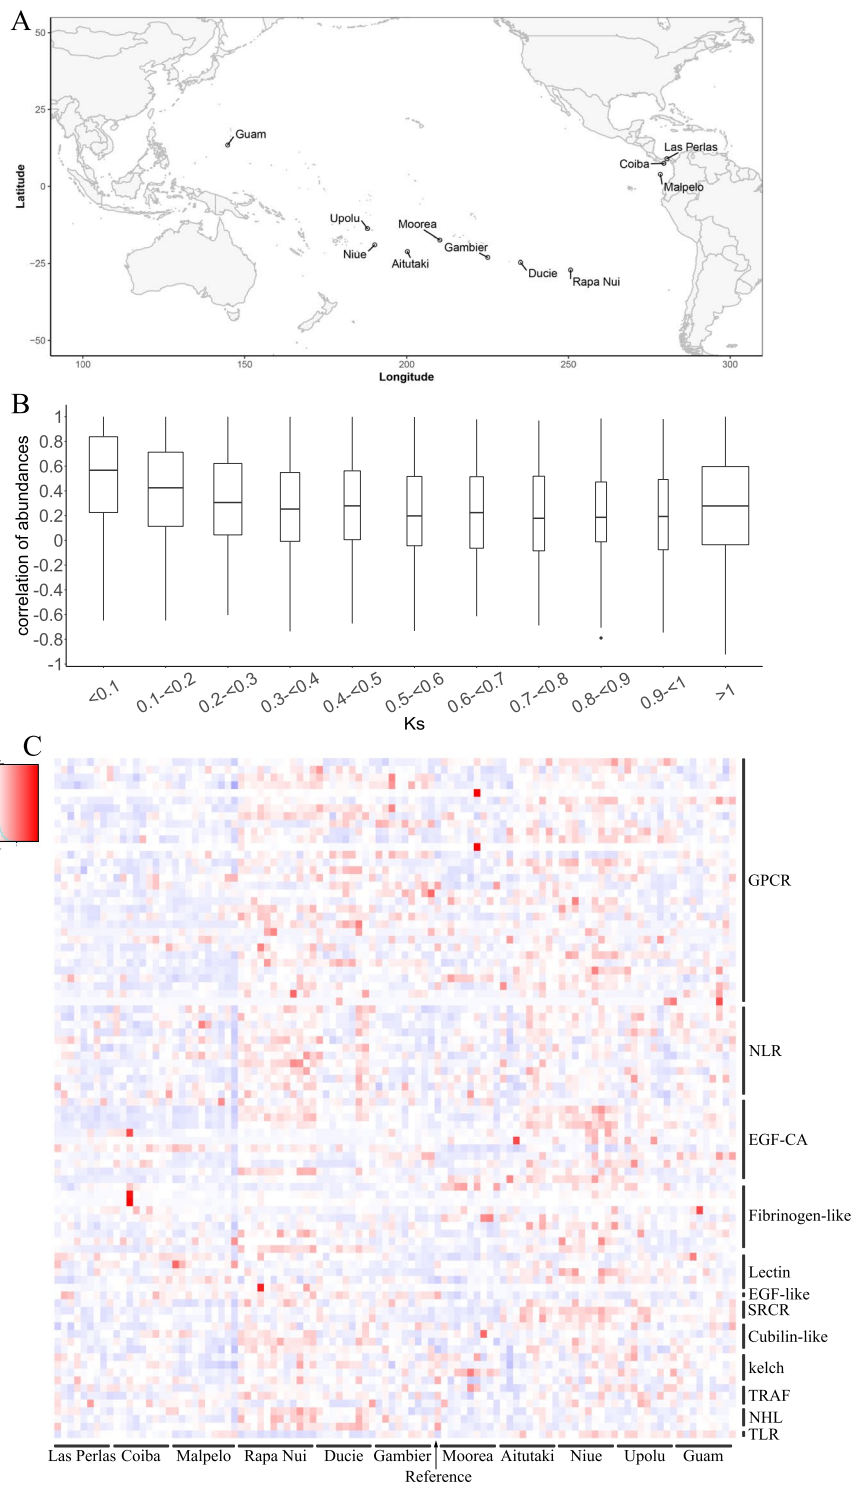 A
50
25
0
−25
−50
Latitude
Guam
Las Perlas
Coiba
Malpelo
Upolu
Moorea
Niue
Gambier
Aitutaki
Ducie
Rapa Nui
100
150
200
250
300
Longitude
B
1
0.8
0.6
0.4
0.2
0
-0.2
-0.4
-0.6
-0.8
-1
correlation of abundances
<0.1
0.1-<0.2
0.2-<0.3
0.3-<0.4
0.4-<0.5
0.5-<0.6
0.6-<0.7
0.7-<0.8
0.8-<0.9
0.9-<1
>1
Ks
C
GPCR
NLR
EGF-CA
Fibrinogen-like
Lectin
EGF-like
SRCR
Cubilin-like
kelch
TRAF
NHL
TLR
Las Perlas Coiba Malpelo Rapa Nui Ducie Gambier Moorea Aitutaki Niue Upolu Guam
Reference